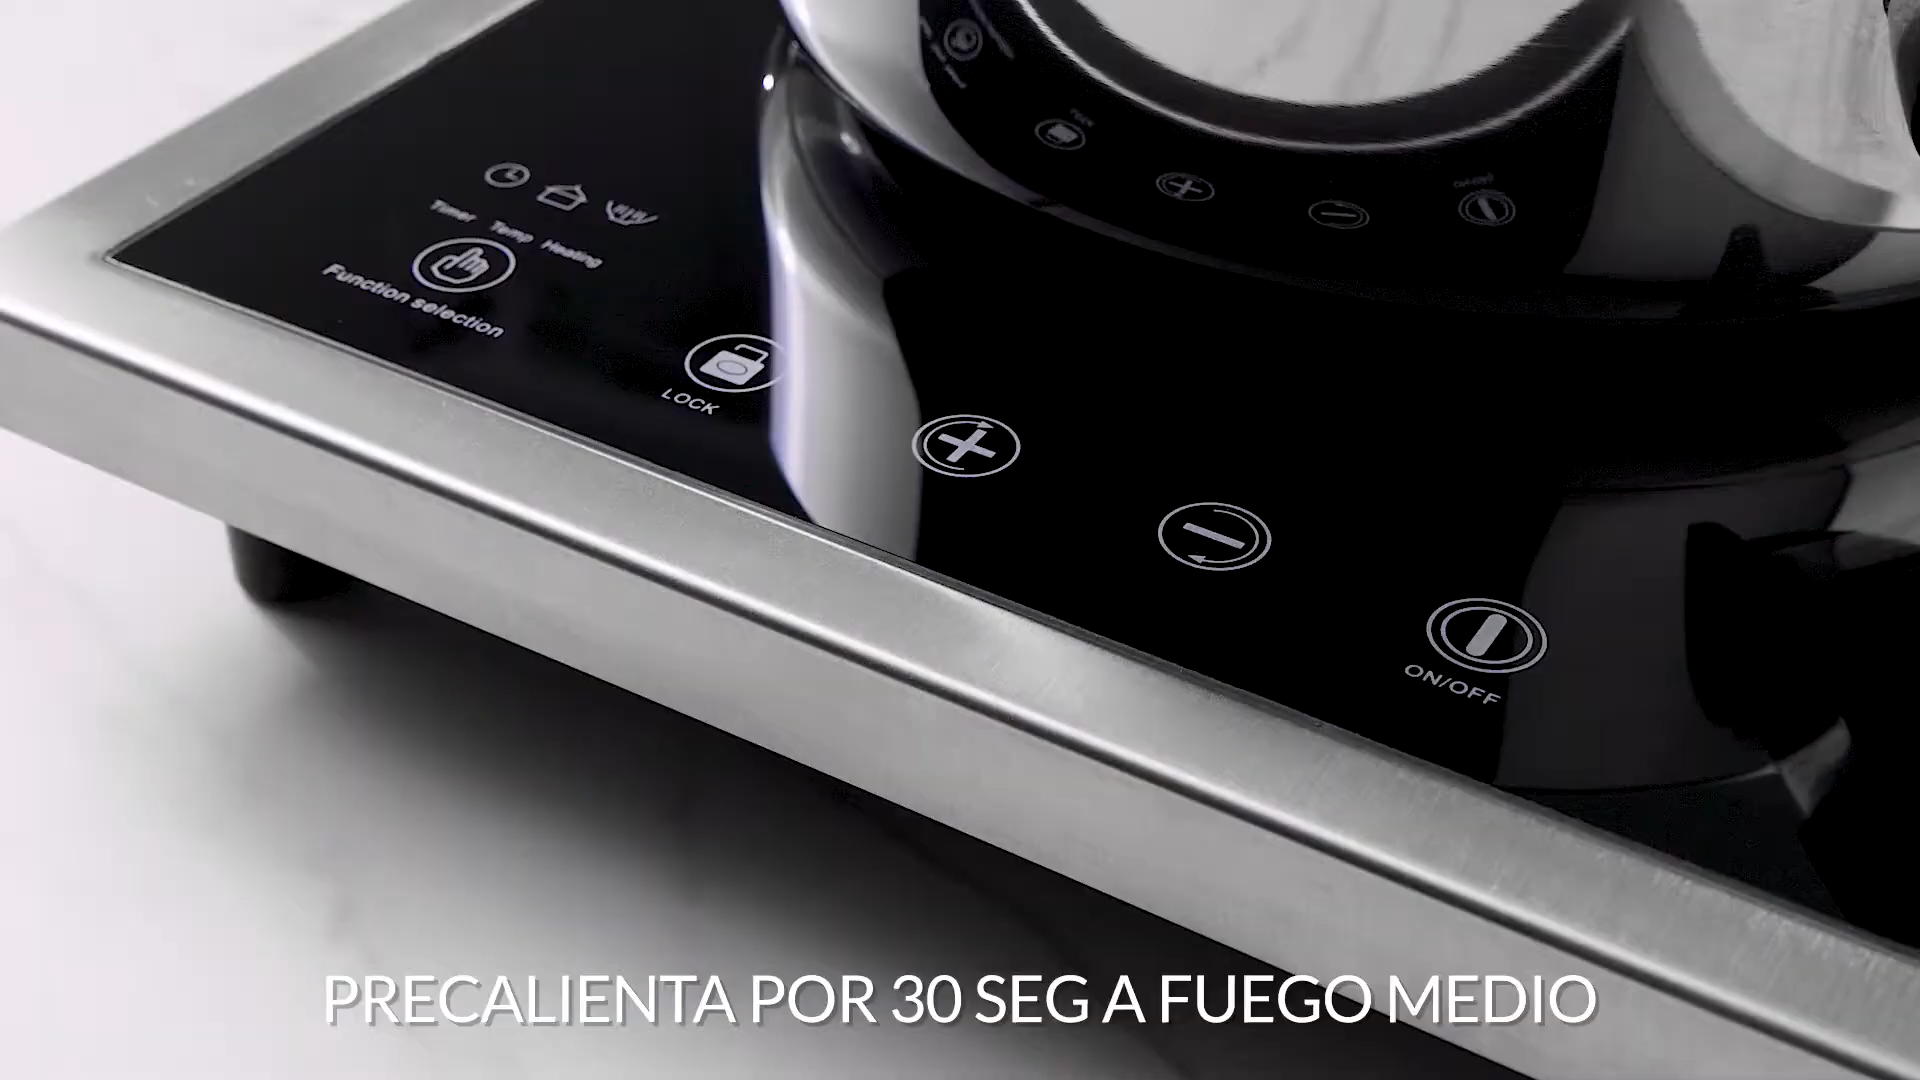 Timer Temp Heating
Function selection
LOCK
ON/OFF
PRECALIENTA POR 30 SEG A FUEGO MEDIO